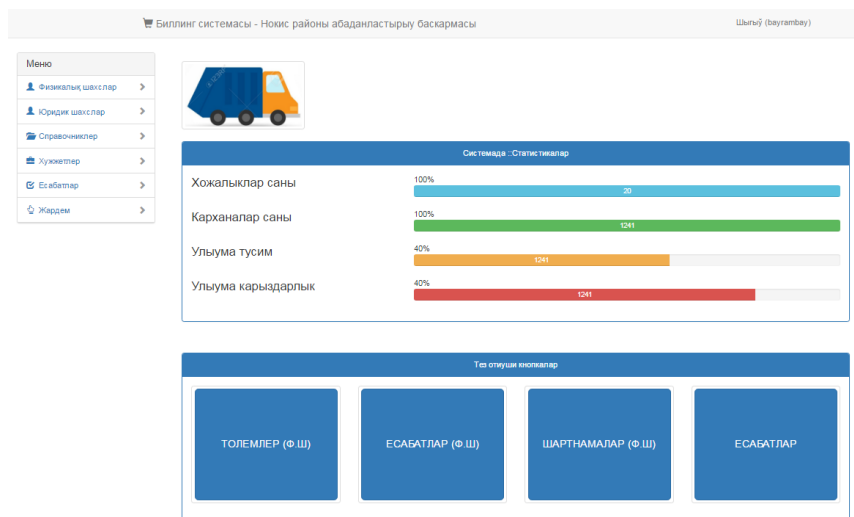 Биллинг системасы - Нокис районы абаданластырыу баскармасы
Шығыў (bayrambay)
Меню
Физикалық шахслар
Юридик шахслар
Справочниклер
Хужжетлер
Есабатлар
Жардем
Системада ::Статистикалар
Хожалыклар саны
100%
20
Карханалар саны
100%
1241
Улыума тусим
40%
1241
Улыума карыздарлык
40%
1241
Тез отиуши кнопкалар
ТОЛЕМЛЕР (Ф.Ш)
ЕСАБАТЛАР (Ф.Ш)
ШАРТНАМАЛАР (Ф.Ш)
ЕСАБАТЛАР